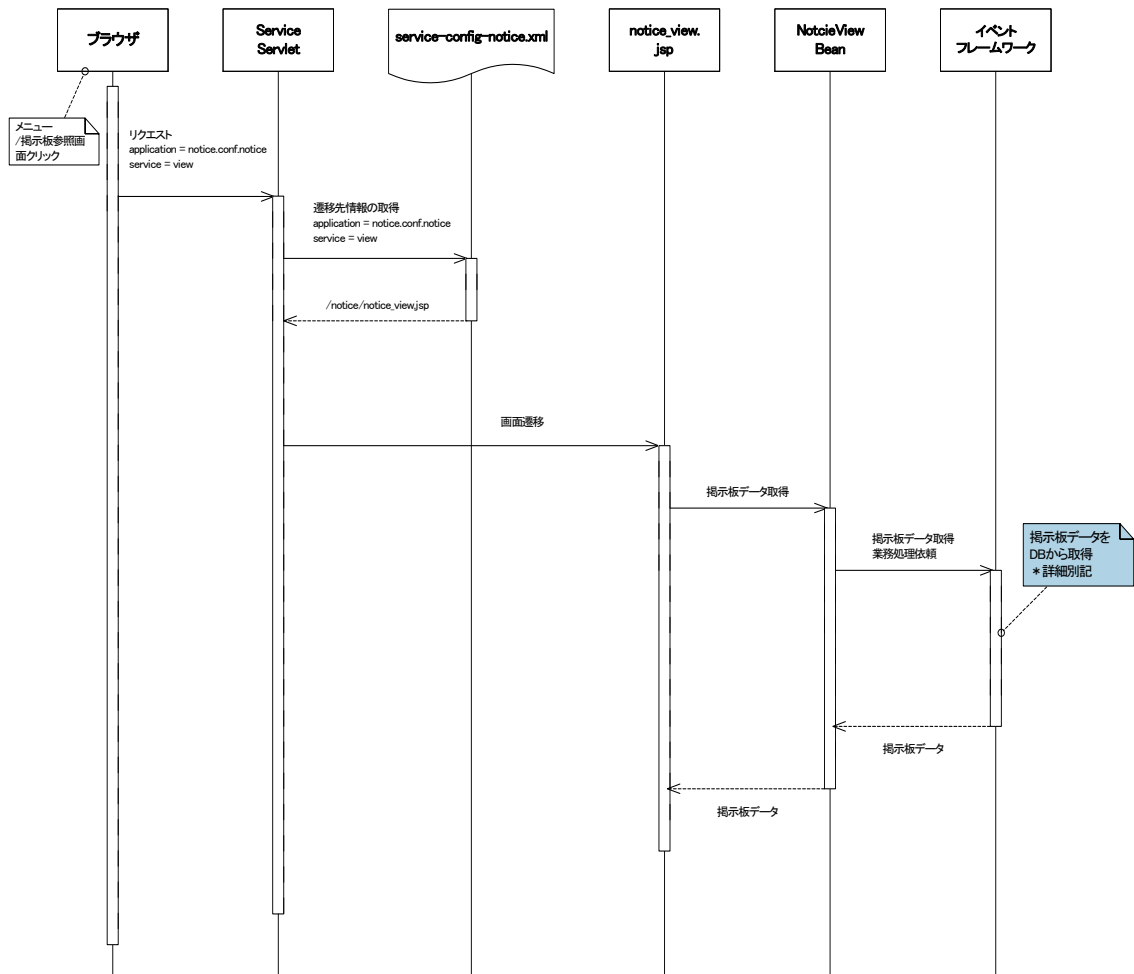 ブラウザ
Service
Servlet
service-config-notice.xml
notice_view.
jsp
NotcieView
Bean
イベント
フレームワーク
メニュー
/掲示板参照画
面クリック
リクエスト
application = notice.conf.notice
service = view
遷移先情報の取得
application = notice.conf.notice
service = view
/notice/notice_view.jsp
画面遷移
掲示板データ取得
掲示板データ取得
業務処理依頼
掲示板データを
DBから取得
*詳細別記
掲示板データ
掲示板データ